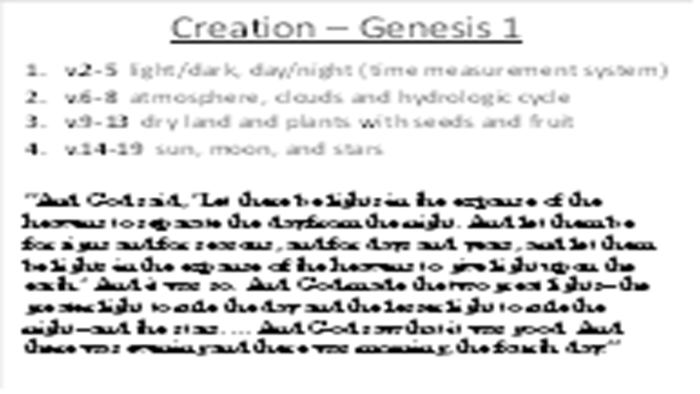 Creation – Genesis 1
1. v.2-5 light/dark, day/night (time measurement system)
2. v.6-8 atmosphere, clouds and hydrologic cycle
3. v.9-13 dry land and plants with seeds and fruit
4. v.14-19 sun, moon, and stars
"And God said, 'Let there be lights in the expanse of the
heavens to separate the day from the night. And let them be
for signs and for seasons, and for days and years, and let them
be lights in the expanse of the heavens to give light upon the
earth.' And it was so. And God made the two great lights—the
greater light to rule the day and the lesser light to rule the
night—and the stars. ... And God saw that it was good. And
there was evening and there was morning, the fourth day."